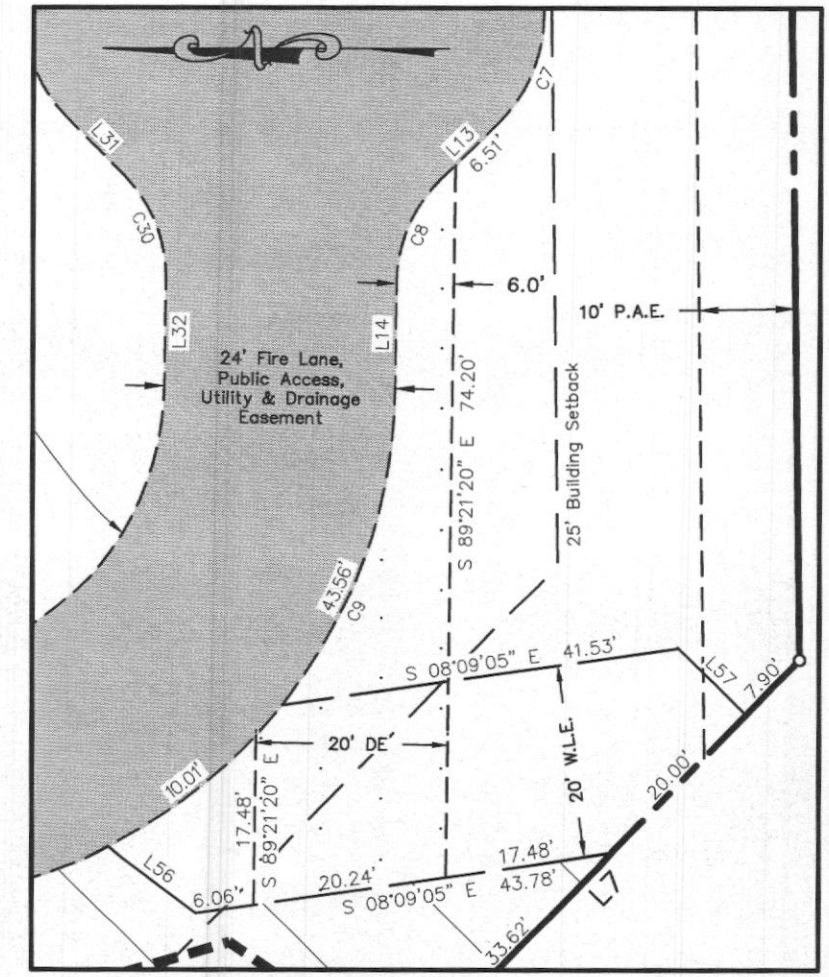 N
C7
L31
L13
6.51'
C30
C8
6.0'
10' P.A.E.
L32
L14
24' Fire Lane,
Public Access,
Utility & Drainage
Easement
S 89°21'20" E 74.20'
25' Building Setback
43.56'
C9
S 08°09'05" E 41.53'
L57
7.90'
20' DE
20' W.L.E.
20.00'
10.01'
17.48'
S 89°21'20" E
L56
6.06'
20.24'
17.48'
S 08°09'05" E 43.78'
L7
33.62'